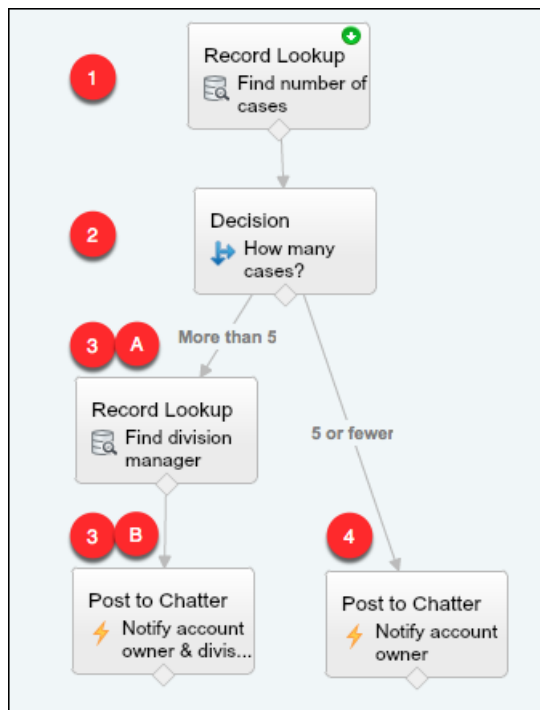 1
Record Lookup
Find number of
cases
2
Decision
How many
cases?
More than 5
5 or fewer
3 A
Record Lookup
Find division
manager
3 B
Post to Chatter
Notify account
owner & divis...
4
Post to Chatter
Notify account
owner